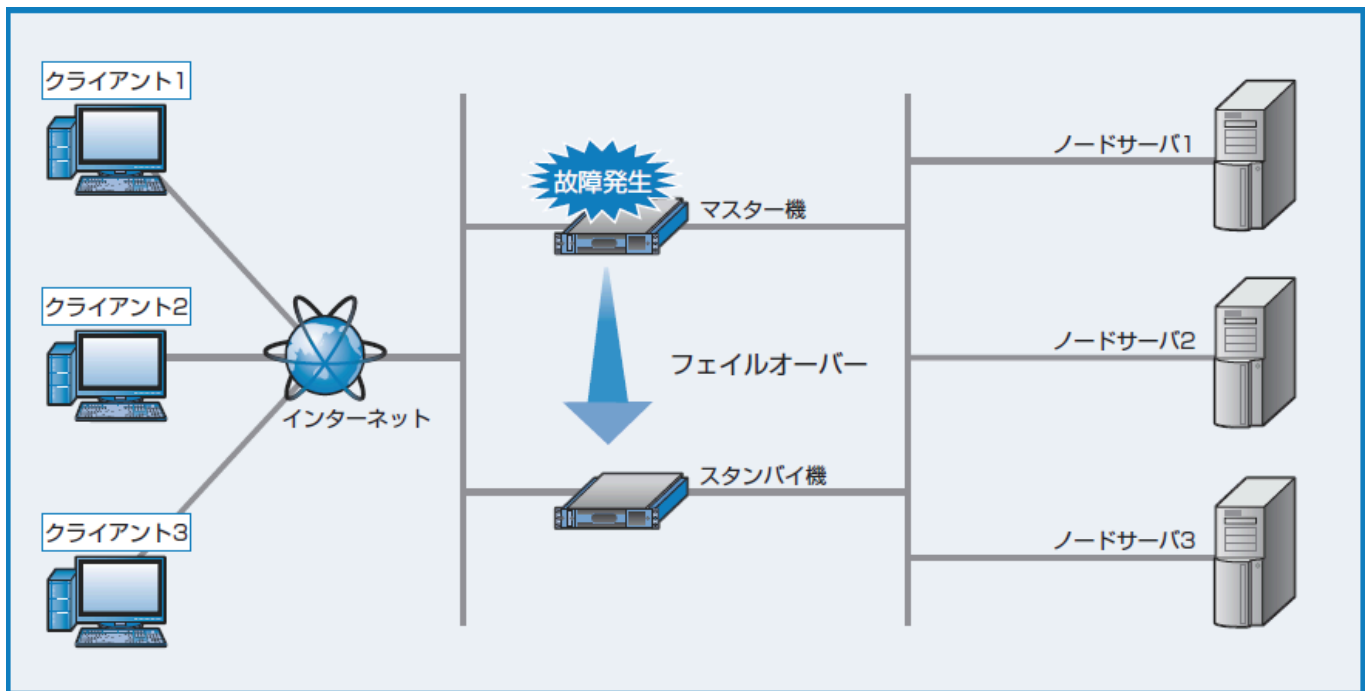 クライアント1
クライアント2
クライアント3
インターネット
故障発生
マスター機
フェイルオーバー
スタンバイ機
ノードサーバ1
ノードサーバ2
ノードサーバ3